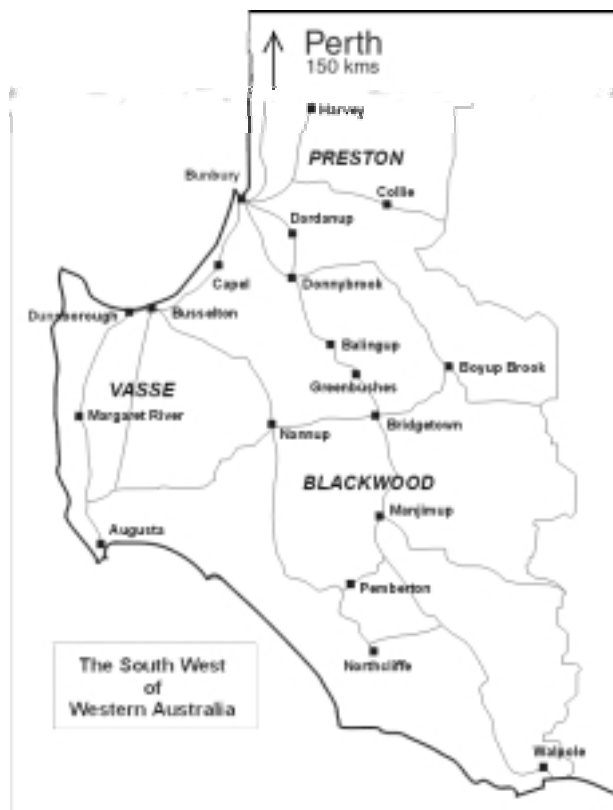 Perth
150 kms
Harvey
PRESTON
Bunbury
Collie
Dardanup
Capel
Donnybrook
Dunsborough
Busselton
Balingup
Boyup Brook
Greenbushes
VASSE
Margaret River
Nannup
Bridgetown
BLACKWOOD
Manjimup
Augusta
Pemberton
Northcliffe
The South West
of
Western Australia
Walpole